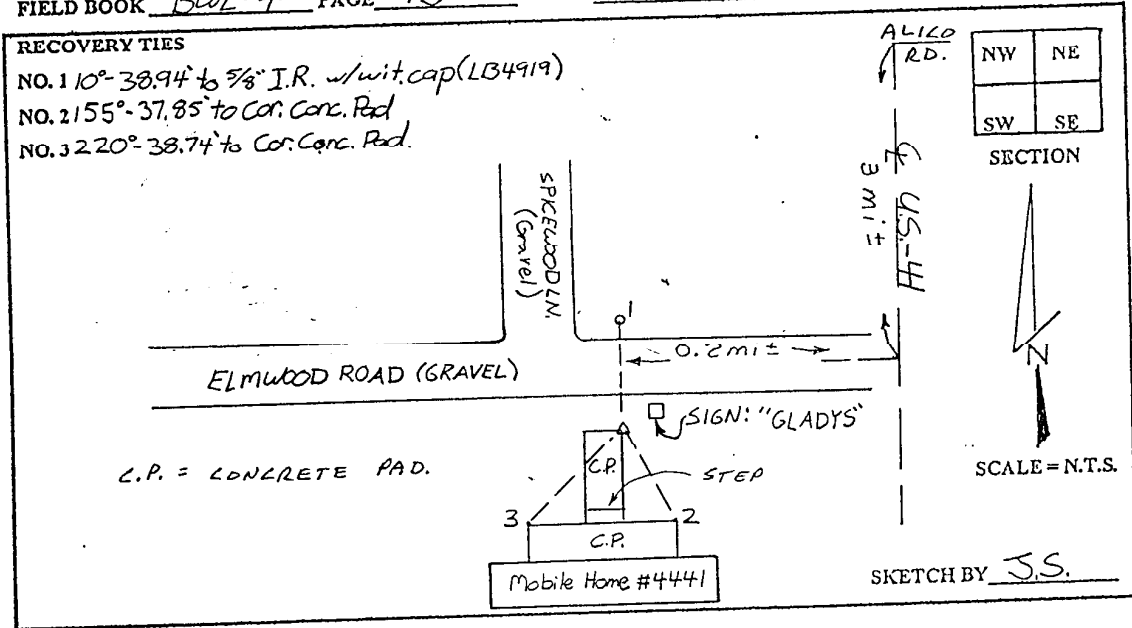 FIELD BOOK PAGE
RECOVERY TIES
NO. 1 10°-38.94' to 5/8" I.R. w/wit. cap (LB4919)
NO. 2 155°-37.85' to Cor. Conc. Pad
NO. 3 220°-38.74' to Cor. Conc. Pad.
ALICO
RD.
NW NE
SW SE
SECTION
SPICEWOOD LN.
(Gravel)
℄ U.S.-41
3 mi ±
1
0.2 mi ±
ELMWOOD ROAD (GRAVEL)
N
SIGN: "GLADYS"
C.P. = CONCRETE PAD.
C.P.
STEP
SCALE = N.T.S.
3
2
C.P.
Mobile Home #4441
SKETCH BY J.S.